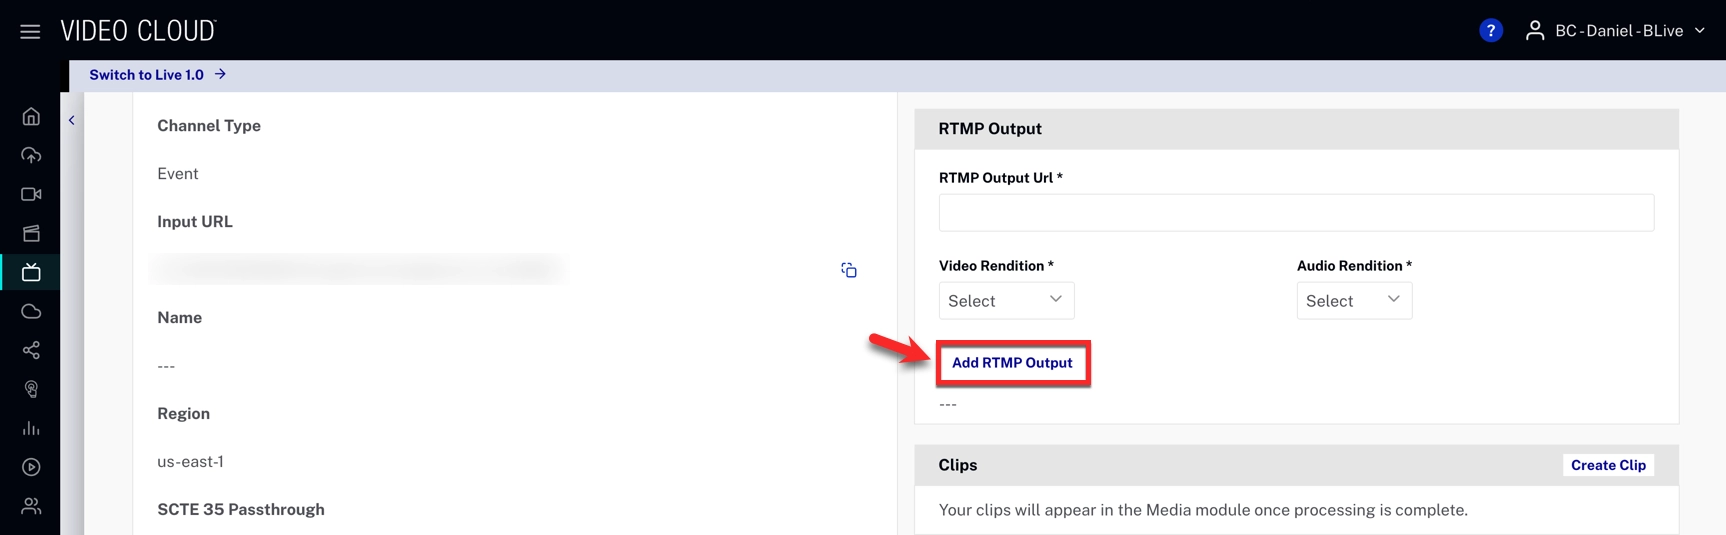 VIDEO CLOUD™
?
BC - Daniel - BLive
Switch to Live 1.0
Channel Type
Event
Input URL
Name
---
Region
us-east-1
SCTE 35 Passthrough
RTMP Output
RTMP Output Url *
Video Rendition *
Audio Rendition *
Select
Select
Add RTMP Output
---
Clips
Create Clip
Your clips will appear in the Media module once processing is complete.